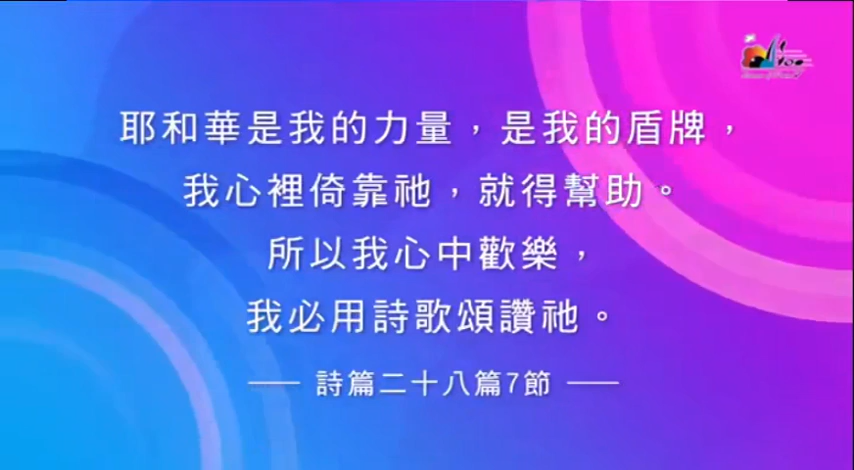 耶和華是我的力量，是我的盾牌，
我心裡倚靠祂，就得幫助。
所以我心中歡樂，
我必用詩歌頌讚祂。
—— 詩篇二十八篇7節 ——